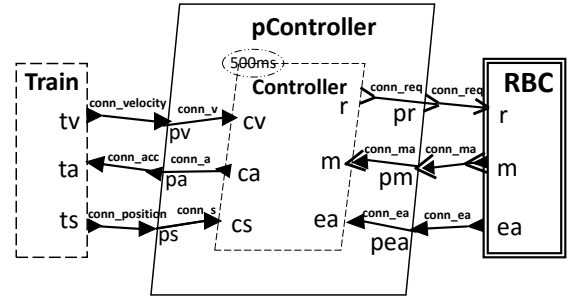 pController
500ms
Train
Controller
RBC
conn_velocity
conn_v
conn_req
conn_req
tv
pv
cv
r
pr
r
conn_acc
conn_a
conn_ma
conn_ma
ta
pa
ca
m
pm
m
conn_position
conn_s
conn_ea
conn_ea
ts
ps
cs
ea
pea
ea